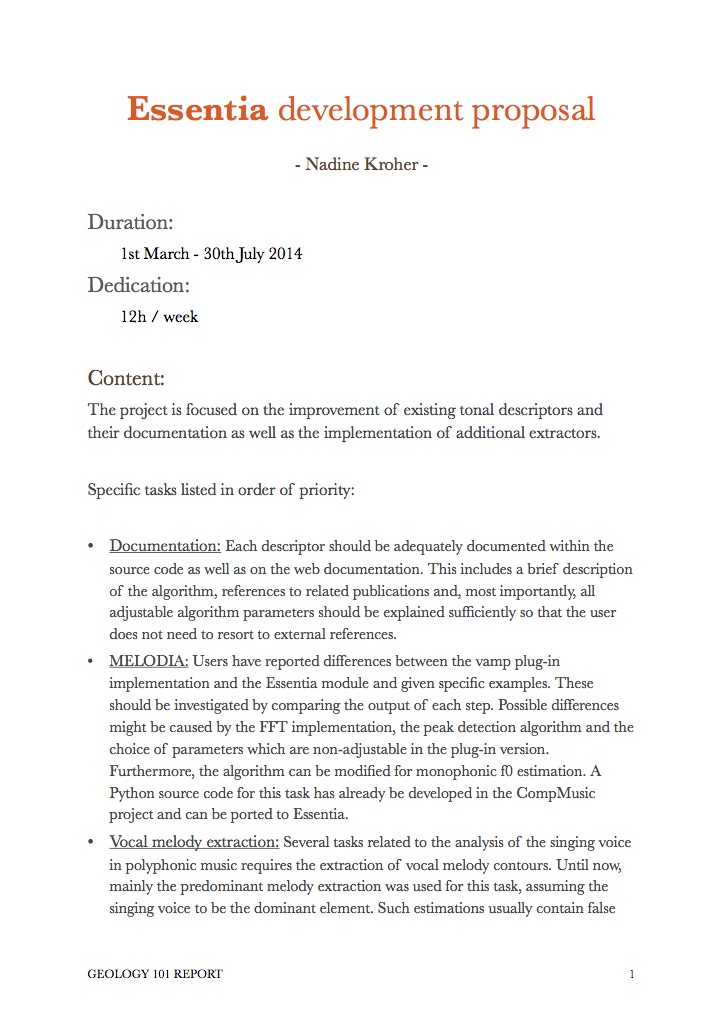 Essentia development proposal
- Nadine Kroher -
Duration:
1st March - 30th July 2014
Dedication:
12h / week
Content:
The project is focused on the improvement of existing tonal descriptors and
their documentation as well as the implementation of additional extractors.
Specific tasks listed in order of priority:
• Documentation: Each descriptor should be adequately documented within the
source code as well as on the web documentation. This includes a brief description
of the algorithm, references to related publications and, most importantly, all
adjustable algorithm parameters should be explained sufficiently so that the user
does not need to resort to external references.
• MELODIA: Users have reported differences between the vamp plug-in
implementation and the Essentia module and given specific examples. These
should be investigated by comparing the output of each step. Possible differences
might be caused by the FFT implementation, the peak detection algorithm and the
choice of parameters which are non-adjustable in the plug-in version.
Furthermore, the algorithm can be modified for monophonic f0 estimation. A
Python source code for this task has already be developed in the CompMusic
project and can be ported to Essentia.
• Vocal melody extraction: Several tasks related to the analysis of the singing voice
in polyphonic music requires the extraction of vocal melody contours. Until now,
mainly the predominant melody extraction was used for this task, assuming the
singing voice to be the dominant element. Such estimations usually contain false
GEOLOGY 101 REPORT 1